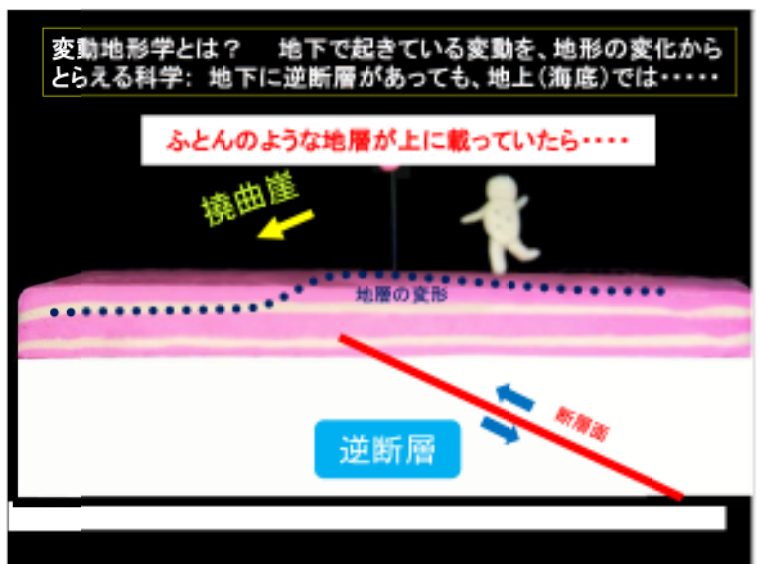 変動地形学とは？　地下で起きている変動を、地形の変化から
とらえる科学： 地下に逆断層があっても、地上（海底）では・・・・・
ふとんのような地層が上に載っていたら・・・・
撓曲崖
地層の変形
断層面
逆断層